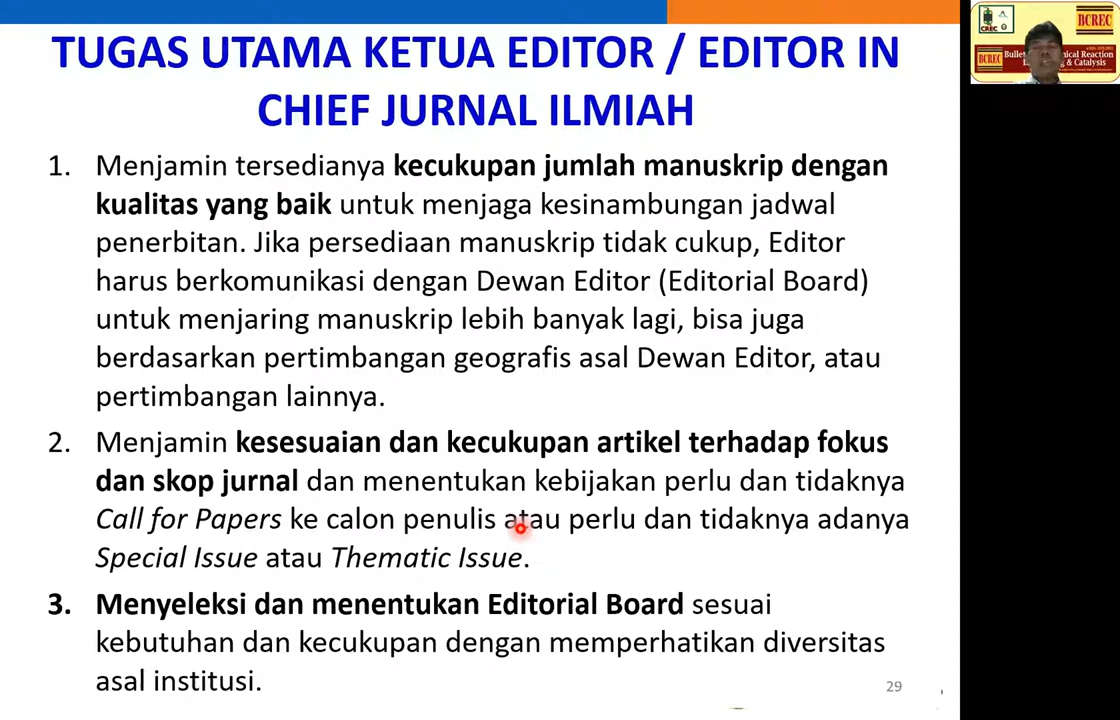 TUGAS UTAMA KETUA EDITOR / EDITOR IN
CHIEF JURNAL ILMIAH
1. Menjamin tersedianya kecukupan jumlah manuskrip dengan
kualitas yang baik untuk menjaga kesinambungan jadwal
penerbitan. Jika persediaan manuskrip tidak cukup, Editor
harus berkomunikasi dengan Dewan Editor (Editorial Board)
untuk menjaring manuskrip lebih banyak lagi, bisa juga
berdasarkan pertimbangan geografis asal Dewan Editor, atau
pertimbangan lainnya.
2. Menjamin kesesuaian dan kecukupan artikel terhadap fokus
dan skop jurnal dan menentukan kebijakan perlu dan tidaknya
Call for Papers ke calon penulis atau perlu dan tidaknya adanya
Special Issue atau Thematic Issue.
3. Menyeleksi dan menentukan Editorial Board sesuai
kebutuhan dan kecukupan dengan memperhatikan diversitas
asal institusi.
29
CREC
BCREC
BCREC
Reaction
& Catalysis